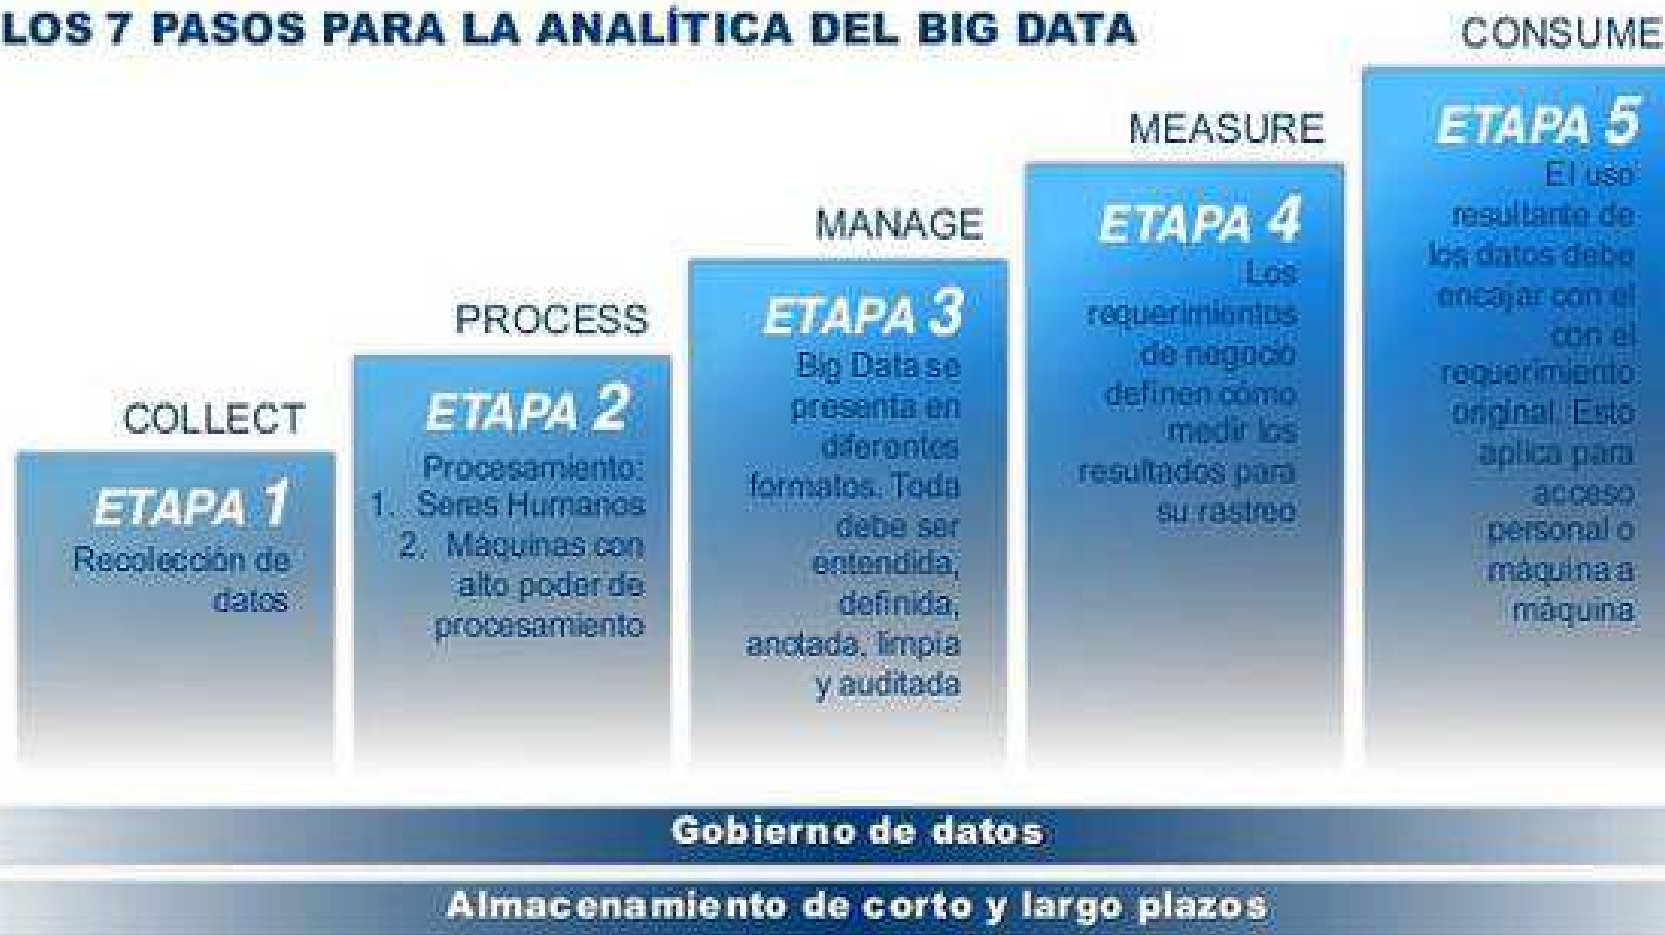 LOS 7 PASOS PARA LA ANALÍTICA DEL BIG DATA
COLLECT
ETAPA 1
Recolección de
datos
PROCESS
ETAPA 2
Procesamiento:
1. Seres Humanos
2. Máquinas con
alto poder de
procesamiento
MANAGE
ETAPA 3
Big Data se
presenta en
diferentes
formatos. Toda
debe ser
entendida,
definida,
anotada, limpia
y auditada
MEASURE
ETAPA 4
Los
requerimientos
de negocio
definen cómo
medir los
resultados para
su rastreo
CONSUME
ETAPA 5
El uso
resultante de
los datos debe
encajar con el
con el
requerimiento
original. Esto
aplica para
acceso
personal o
máquina a
máquina
Gobierno de datos
Almacenamiento de corto y largo plazos